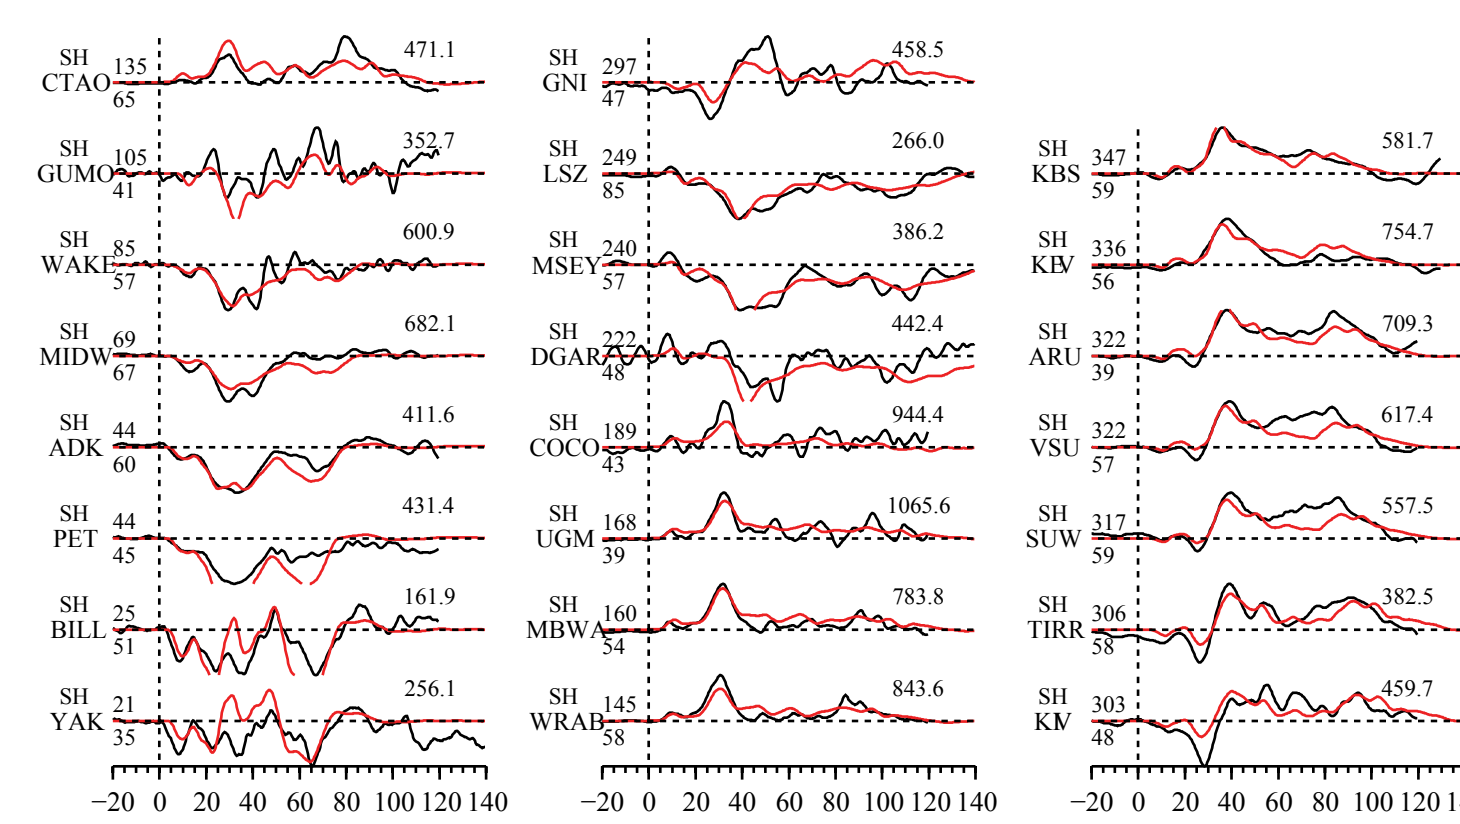 SH
135
471.1
CTAO
65
SH
105
352.7
GUMO
41
SH
85
600.9
WAKE
57
SH
69
682.1
MIDW
67
SH
44
411.6
ADK
60
SH
44
431.4
PET
45
SH
25
161.9
BILL
51
SH
21
256.1
YAK
35
−20 0 20 40 60 80 100 120 140
SH
297
458.5
GNI
47
SH
249
266.0
LSZ
85
SH
240
386.2
MSEY
57
SH
222
442.4
DGAR
48
SH
189
944.4
COCO
43
SH
168
1065.6
UGM
39
SH
160
783.8
MBWA
54
SH
145
843.6
WRAB
58
−20 0 20 40 60 80 100 120 140
SH
347
581.7
KBS
59
SH
336
754.7
KEV
56
SH
322
709.3
ARU
39
SH
322
617.4
VSU
57
SH
317
557.5
SUW
59
SH
306
382.5
TIRR
58
SH
303
459.7
KIV
48
−20 0 20 40 60 80 100 120